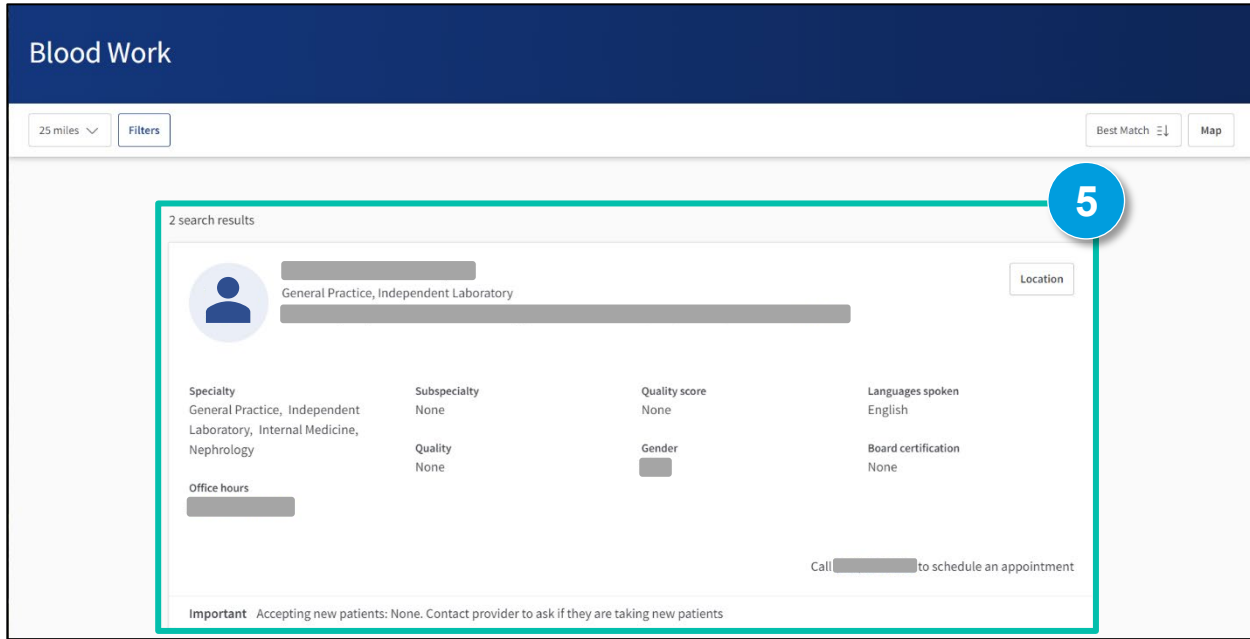 Blood Work
25 miles
Filters
Best Match
Map
5
2 search results
General Practice, Independent Laboratory
Location
Specialty
General Practice, Independent
Laboratory, Internal Medicine,
Nephrology
Subspecialty
None
Quality score
None
Languages spoken
English
Quality
None
Gender
Board certification
None
Office hours
Call to schedule an appointment
Important Accepting new patients: None. Contact provider to ask if they are taking new patients